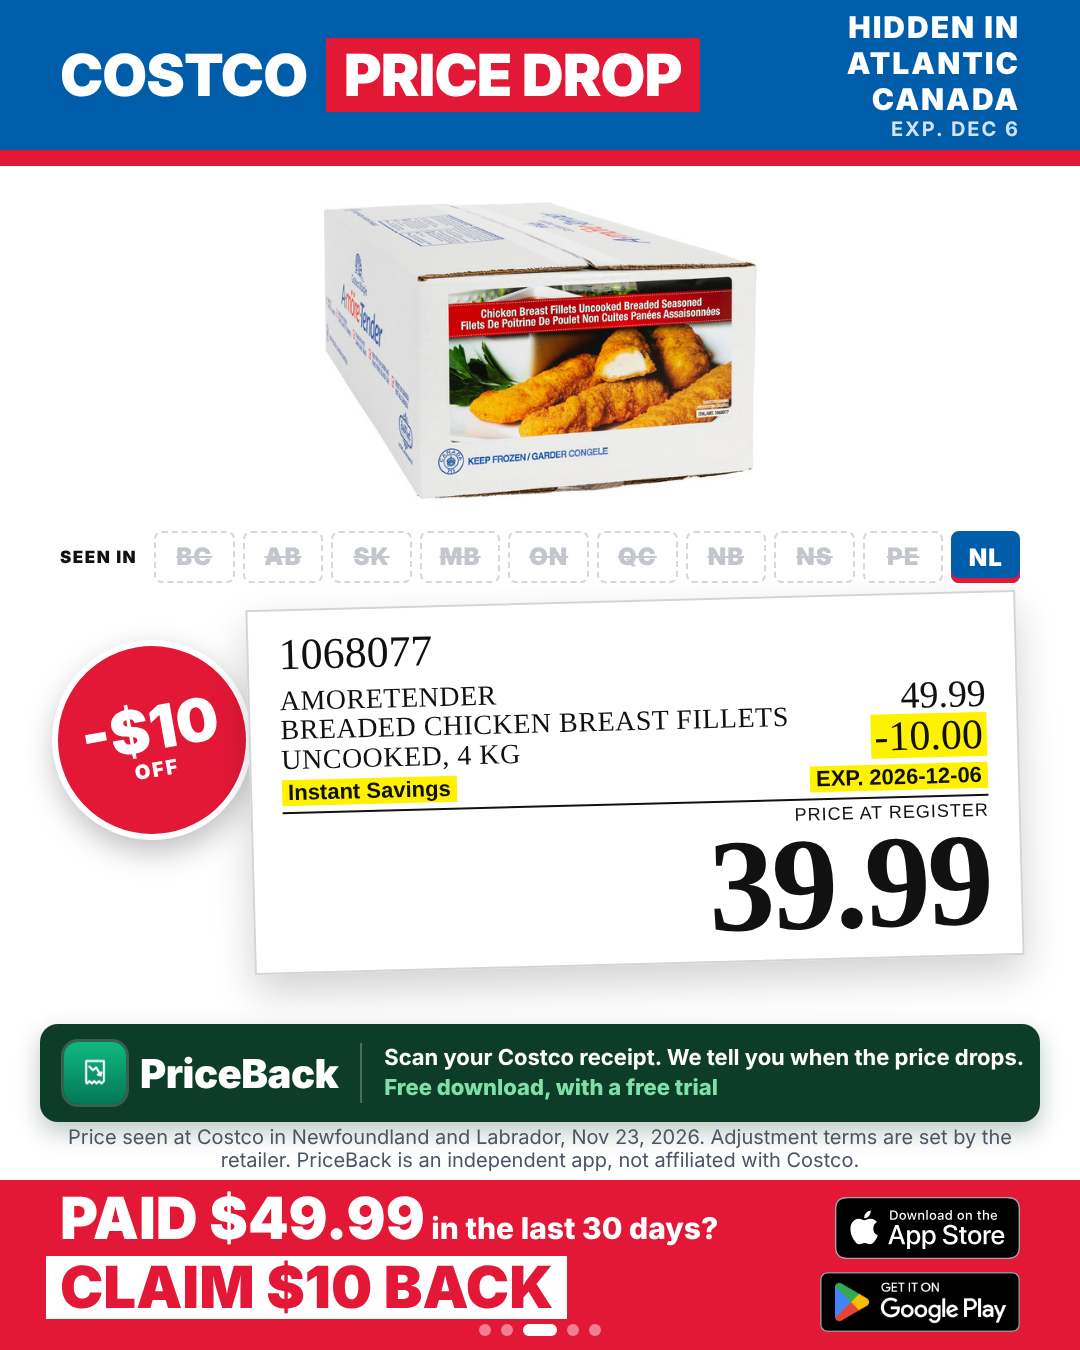 COSTCO PRICE DROP
HIDDEN IN
ATLANTIC
CANADA
EXP. DEC 6
AmoreTender
Chicken Breast Fillets Uncooked Breaded Seasoned
Filets De Poitrine De Poulet Non Cuites Panées Assaisonnées
KEEP FROZEN / GARDER CONGELE
SEEN IN BC AB SK MB ON QC NB NS PE NL
-$10
OFF
1068077
AMORETENDER
BREADED CHICKEN BREAST FILLETS
UNCOOKED, 4 KG
Instant Savings
49.99
-10.00
EXP. 2026-12-06
PRICE AT REGISTER
39.99
PriceBack
Scan your Costco receipt. We tell you when the price drops.
Free download, with a free trial
Price seen at Costco in Newfoundland and Labrador, Nov 23, 2026. Adjustment terms are set by the
retailer. PriceBack is an independent app, not affiliated with Costco.
PAID $49.99 in the last 30 days?
CLAIM $10 BACK
Download on the
App Store
GET IT ON
Google Play